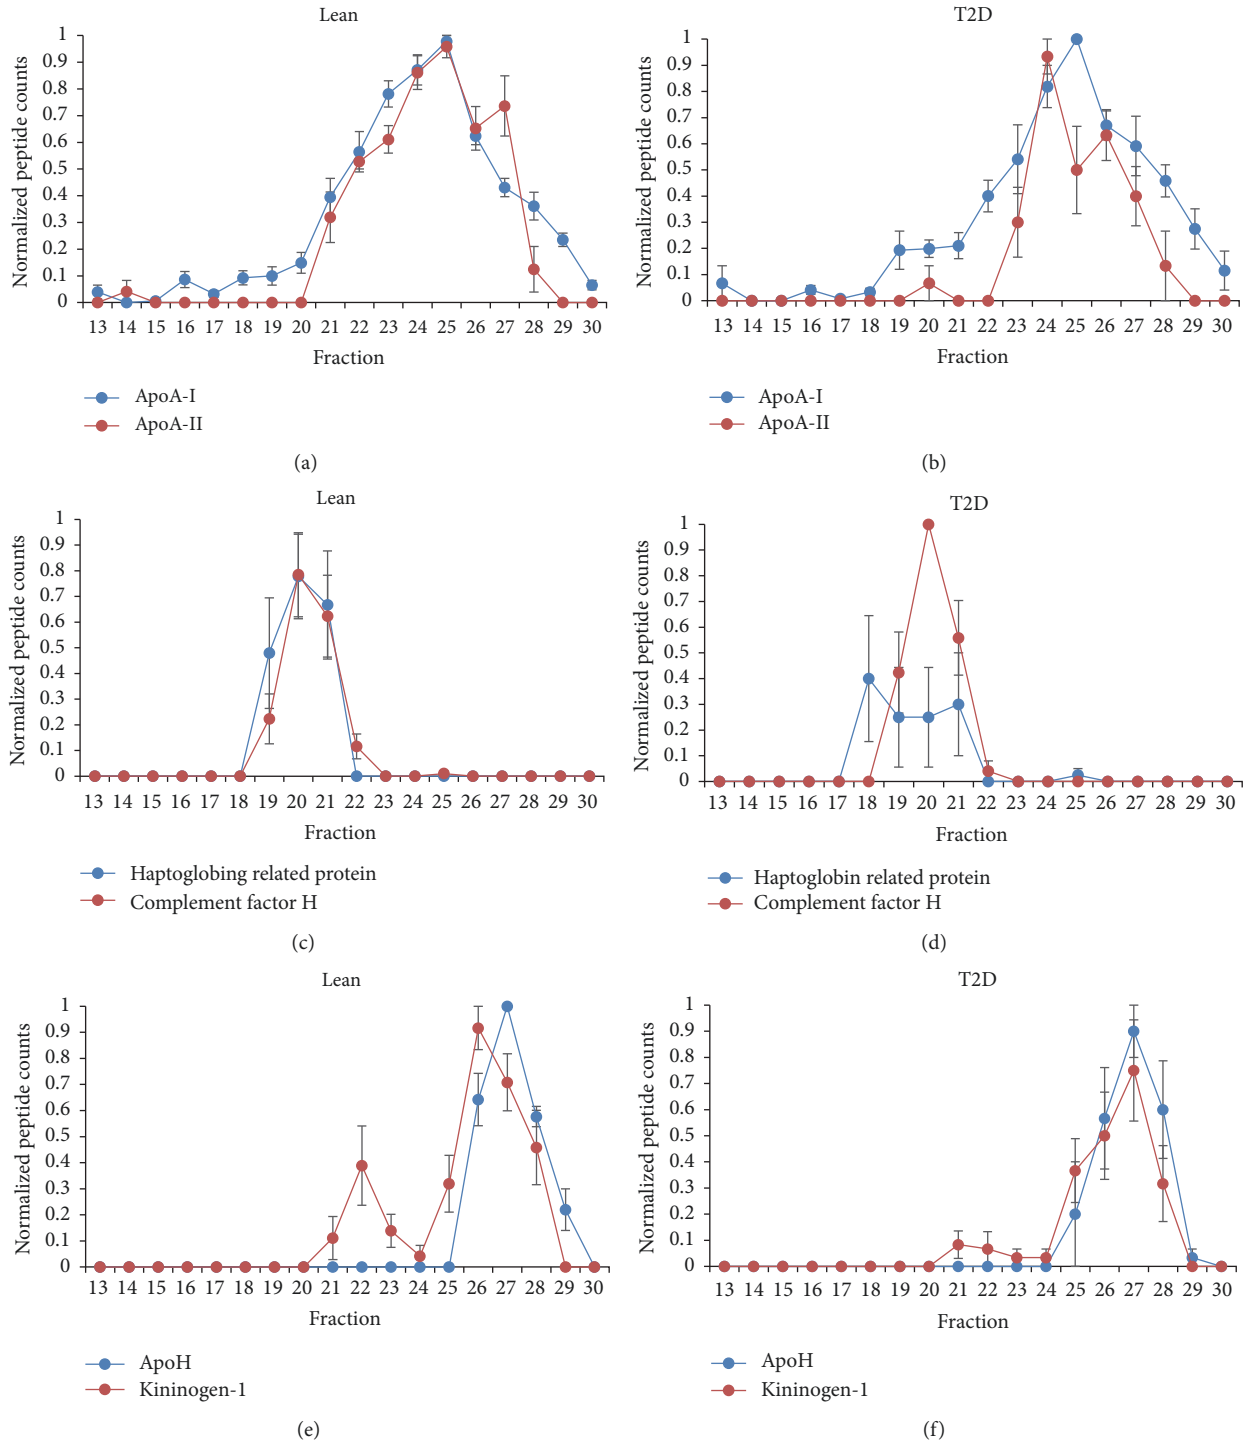 Lean
Normalized peptide counts
1
0.9
0.8
0.7
0.6
0.5
0.4
0.3
0.2
0.1
0
13 14 15 16 17 18 19 20 21 22 23 24 25 26 27 28 29 30
Fraction
ApoA-I
ApoA-II
(a)
T2D
Normalized peptide counts
1
0.9
0.8
0.7
0.6
0.5
0.4
0.3
0.2
0.1
0
13 14 15 16 17 18 19 20 21 22 23 24 25 26 27 28 29 30
Fraction
ApoA-I
ApoA-II
(b)
Lean
Normalized peptide counts
1
0.9
0.8
0.7
0.6
0.5
0.4
0.3
0.2
0.1
0
13 14 15 16 17 18 19 20 21 22 23 24 25 26 27 28 29 30
Fraction
Haptoglobing related protein
Complement factor H
(c)
T2D
Normalized peptide counts
1
0.9
0.8
0.7
0.6
0.5
0.4
0.3
0.2
0.1
0
13 14 15 16 17 18 19 20 21 22 23 24 25 26 27 28 29 30
Fraction
Haptoglobin related protein
Complement factor H
(d)
Lean
Normalized peptide counts
1
0.9
0.8
0.7
0.6
0.5
0.4
0.3
0.2
0.1
0
13 14 15 16 17 18 19 20 21 22 23 24 25 26 27 28 29 30
Fraction
ApoH
Kininogen-1
(e)
T2D
Normalized peptide counts
1
0.9
0.8
0.7
0.6
0.5
0.4
0.3
0.2
0.1
0
13 14 15 16 17 18 19 20 21 22 23 24 25 26 27 28 29 30
Fraction
ApoH
Kininogen-1
(f)